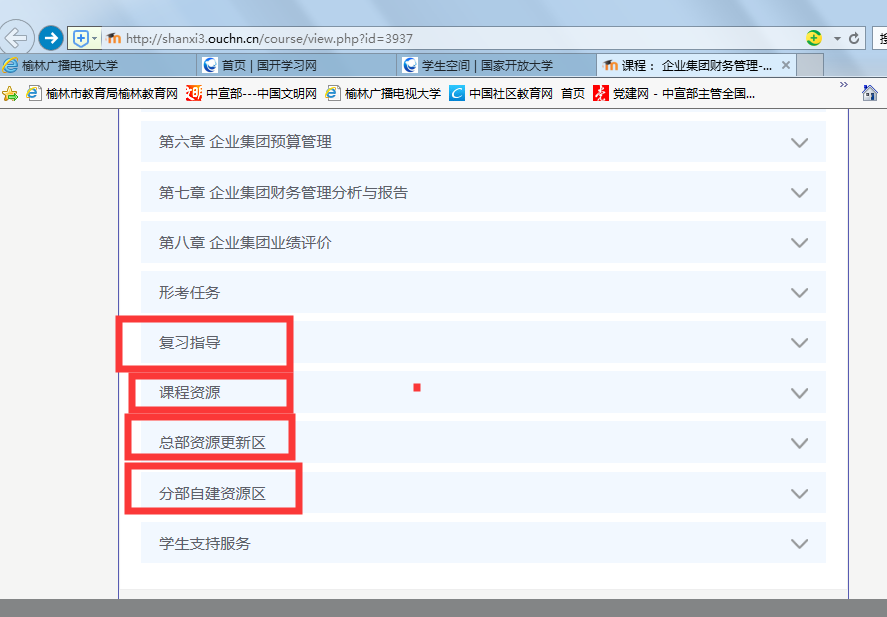 http://shanxi3.ouchn.cn/course/view.php?id=3937
榆林广播电视大学
首页 | 国开学习网
学生空间 | 国家开放大学
课程： 企业集团财务管理-...
榆林市教育局榆林教育网
中宣部---中国文明网
榆林广播电视大学
中国社区教育网
首页
党建网 - 中宣部主管全国...
第六章 企业集团预算管理
第七章 企业集团财务管理分析与报告
第八章 企业集团业绩评价
形考任务
复习指导
课程资源
总部资源更新区
分部自建资源区
学生支持服务